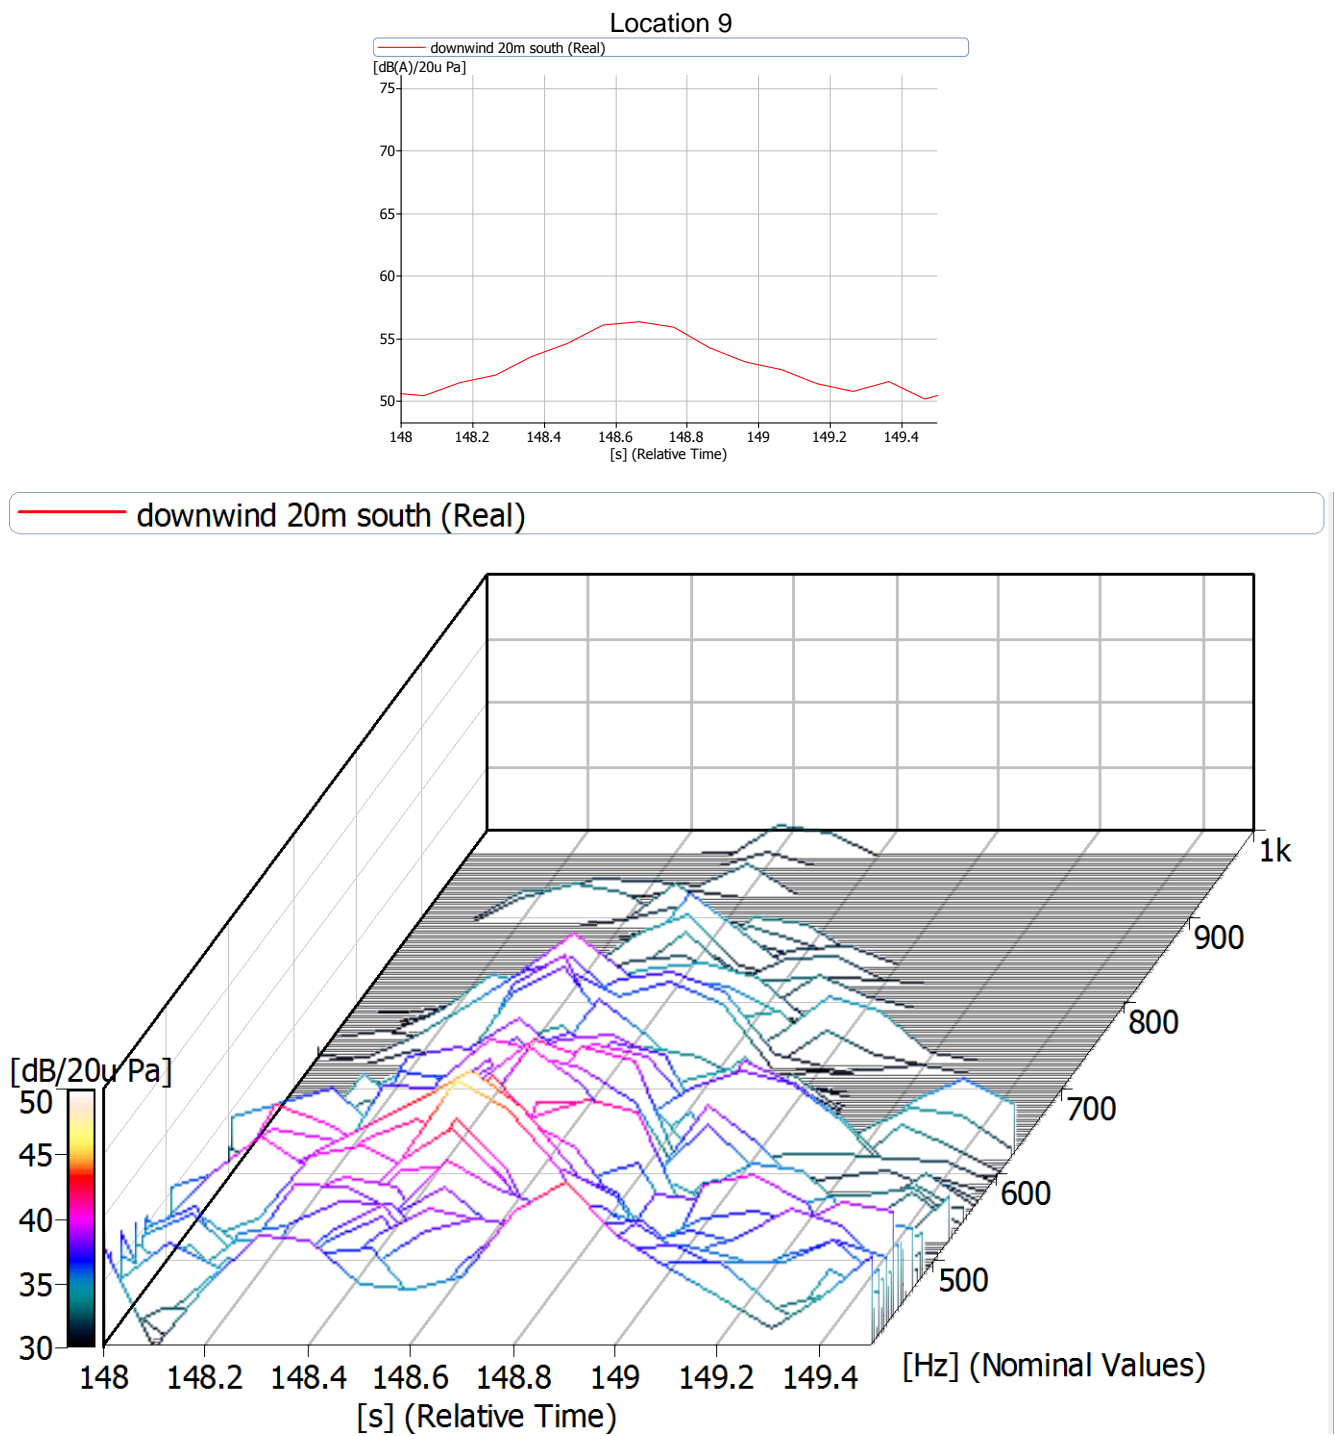 Location 9
downwind 20m south (Real)
[dB(A)/20u Pa]
75
70
65
60
55
50
148 148.2 148.4 148.6 148.8 149 149.2 149.4
[s] (Relative Time)
downwind 20m south (Real)
1k
900
800
700
600
500
[dB/20u Pa]
50
45
40
35
30
148 148.2 148.4 148.6 148.8 149 149.2 149.4
[Hz] (Nominal Values)
[s] (Relative Time)